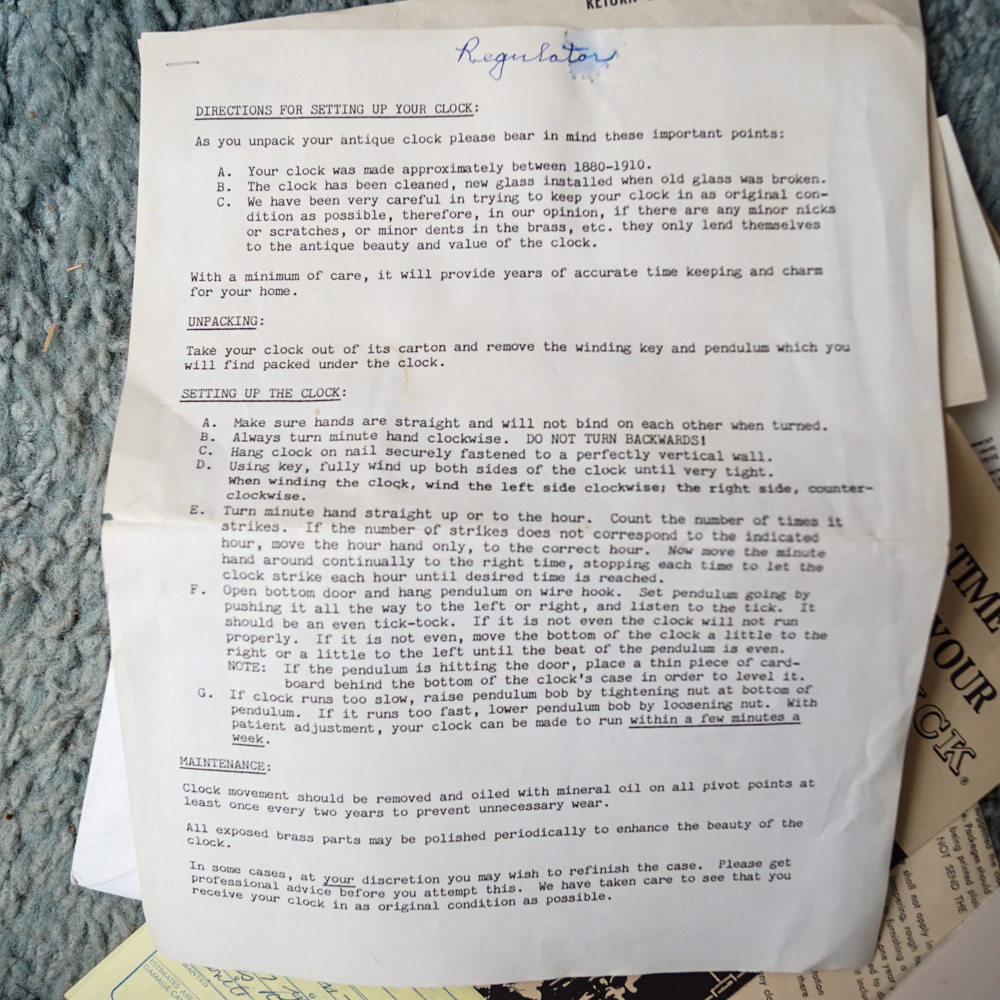 RETURN
Regulator
DIRECTIONS FOR SETTING UP YOUR CLOCK:
As you unpack your antique clock please bear in mind these important points:
A. Your clock was made approximately between 1880-1910.
B. The clock has been cleaned, new glass installed when old glass was broken.
C. We have been very careful in trying to keep your clock in as original con-
dition as possible, therefore, in our opinion, if there are any minor nicks
or scratches, or minor dents in the brass, etc. they only lend themselves
to the antique beauty and value of the clock.
With a minimum of care, it will provide years of accurate time keeping and charm
for your home.
UNPACKING:
Take your clock out of its carton and remove the winding key and pendulum which you
will find packed under the clock.
SETTING UP THE CLOCK:
A. Make sure hands are straight and will not bind on each other when turned.
B. Always turn minute hand clockwise. DO NOT TURN BACKWARDS!
C. Hang clock on nail securely fastened to a perfectly vertical wall.
D. Using key, fully wind up both sides of the clock until very tight.
When winding the clock, wind the left side clockwise; the right side, counter-
clockwise.
E. Turn minute hand straight up or to the hour. Count the number of times it
strikes. If the number of strikes does not correspond to the indicated
hour, move the hour hand only, to the correct hour. Now move the minute
hand around continually to the right time, stopping each time to let the
clock strike each hour until desired time is reached.
F. Open bottom door and hang pendulum on wire hook. Set pendulum going by
pushing it all the way to the left or right, and listen to the tick. It
should be an even tick-tock. If it is not even the clock will not run
properly. If it is not even, move the bottom of the clock a little to the
right or a little to the left until the beat of the pendulum is even.
NOTE: If the pendulum is hitting the door, place a thin piece of card-
board behind the bottom of the clock's case in order to level it.
G. If clock runs too slow, raise pendulum bob by tightening nut at bottom of
pendulum. If it runs too fast, lower pendulum bob by loosening nut. With
patient adjustment, your clock can be made to run within a few minutes a
week.
MAINTENANCE:
Clock movement should be removed and oiled with mineral oil on all pivot points at
least once every two years to prevent unnecessary wear.
All exposed brass parts may be polished periodically to enhance the beauty of the
clock.
In some cases, at your discretion you may wish to refinish the case. Please get
professional advice before you attempt this. We have taken care to see that you
receive your clock in as original condition as possible.
TIME
YOUR
CK.
Packages should
being printed
NOT SEND THE
shall not apply in
rough
furnishing a
one year
ESTIMATES ARE
DAMAGE
WANTED